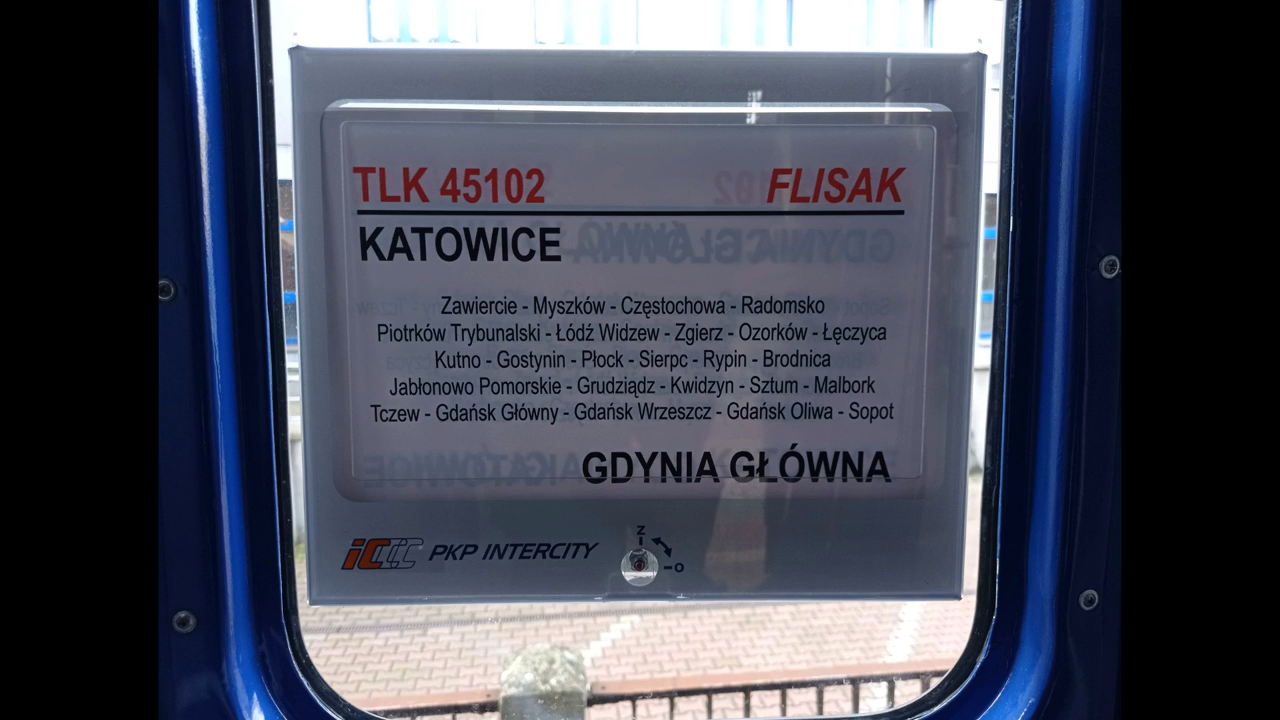 TLK 45102 FLISAK
KATOWICE
Zawiercie - Myszków - Częstochowa - Radomsko
Piotrków Trybunalski - Łódź Widzew - Zgierz - Ozorków - Łęczyca
Kutno - Gostynin - Płock - Sierpc - Rypin - Brodnica
Jabłonowo Pomorskie - Grudziądz - Kwidzyn - Sztum - Malbork
Tczew - Gdańsk Główny - Gdańsk Wrzeszcz - Gdańsk Oliwa - Sopot
GDYNIA GŁÓWNA
IC PKP INTERCITY
Z
O